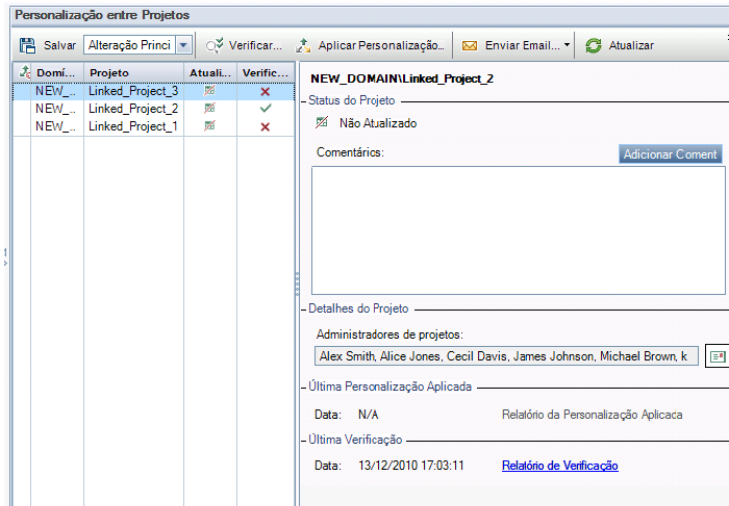 Personalização entre Projetos
Salvar Alteração Princi Verificar... Aplicar Personalização... Enviar Email... Atualizar
Domí... Projeto Atuali... Verific...
NEW_... Linked_Project_3
NEW_... Linked_Project_2
NEW_... Linked_Project_1
NEW_DOMAIN\Linked_Project_2
Status do Projeto
Não Atualizado
Comentários:
Adicionar Coment
Detalhes do Projeto
Administradores de projetos:
Alex Smith, Alice Jones, Cecil Davis, James Johnson, Michael Brown, k
Última Personalização Aplicada
Data: N/A Relatório da Personalização Aplicaca
Última Verificação
Data: 13/12/2010 17:03:11 Relatório de Verificação